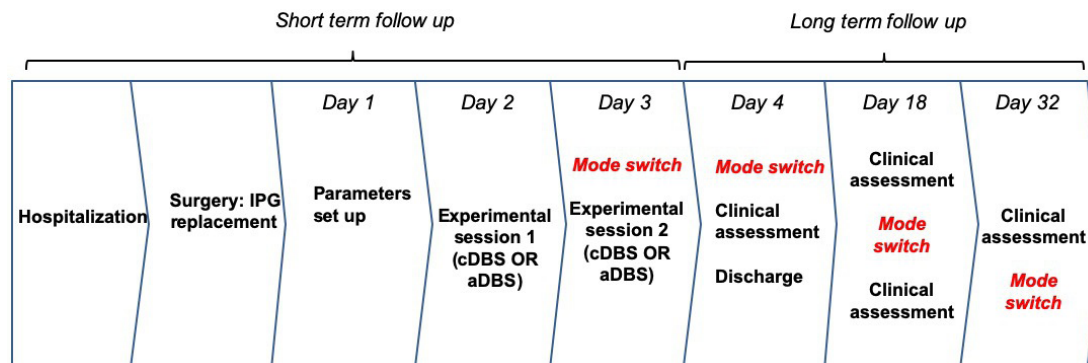 Short term follow up
Long term follow up
Hospitalization
Surgery: IPG
replacement
Day 1
Parameters
set up
Day 2
Experimental
session 1
(cDBS OR
aDBS)
Day 3
Mode switch
Experimental
session 2
(cDBS OR
aDBS)
Day 4
Mode switch
Clinical
assessment
Discharge
Day 18
Clinical
assessment
Mode
switch
Clinical
assessment
Day 32
Clinical
assessment
Mode
switch